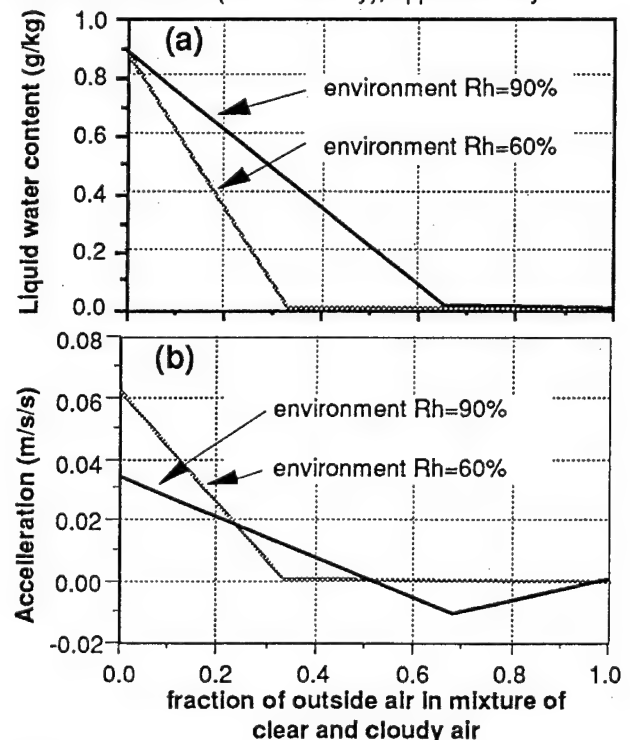 (a)
environment Rh=90%
environment Rh=60%
Liquid water content (g/kg)
1.0
0.8
0.6
0.4
0.2
0.0
(b)
environment Rh=90%
environment Rh=60%
Accelleration (m/s/s)
0.08
0.06
0.04
0.02
0.00
-0.02
0.0 0.2 0.4 0.6 0.8 1.0
fraction of outside air in mixture of
clear and cloudy air